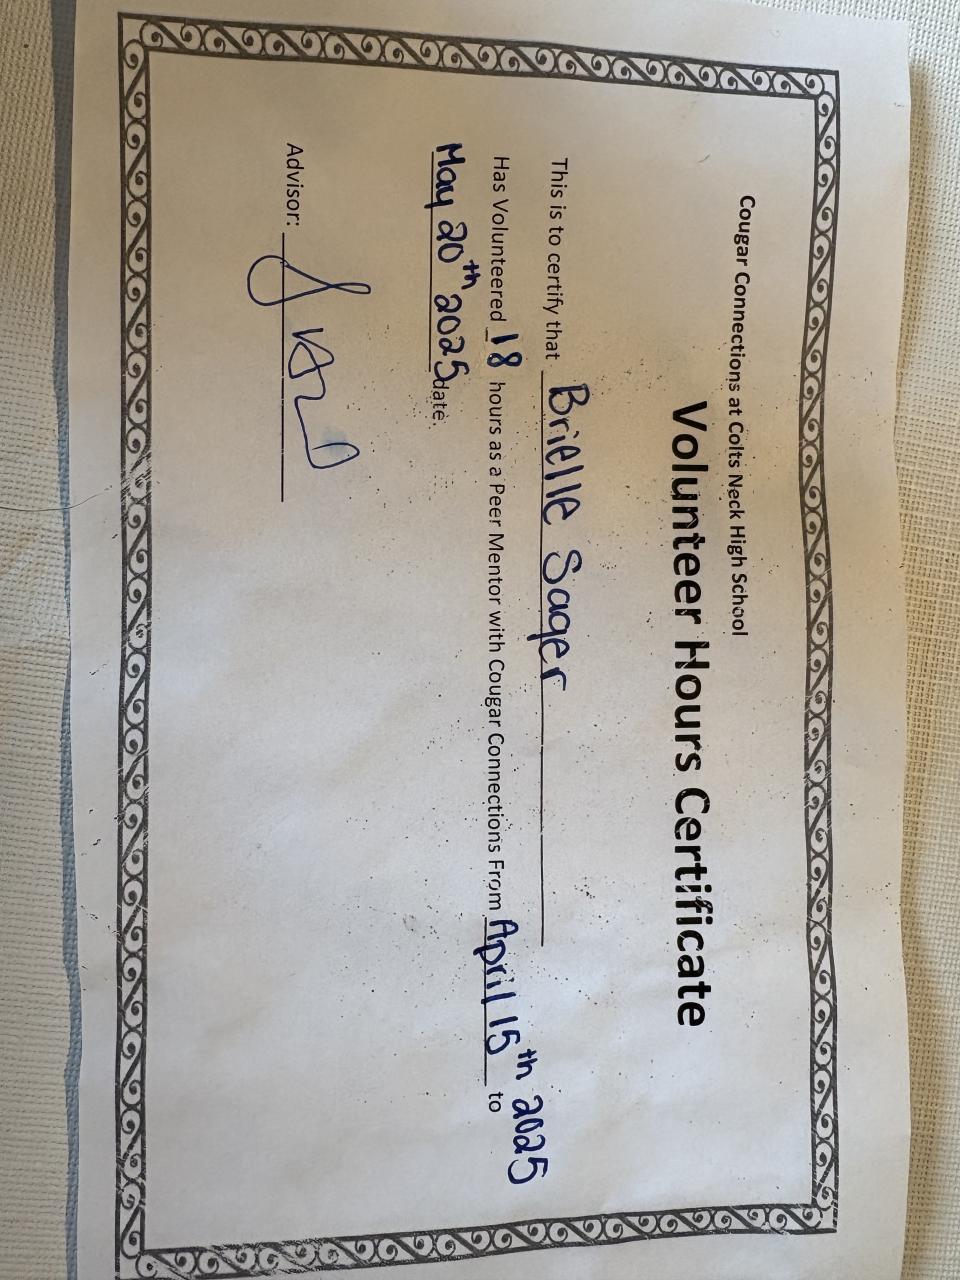 Cougar Connections at Colts Neck High School
Volunteer Hours Certificate
This is to certify that Brielle Sager
Has Volunteered 18 hours as a Peer Mentor with Cougar Connections From April 15th 2025 to
May 20th 2025 date.
Advisor: